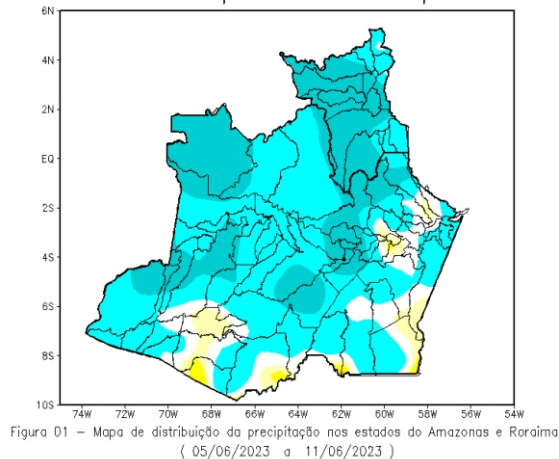 6N
4N
2N
EQ
2S
4S
6S
8S
10S
74W 72W 70W 68W 66W 64W 62W 60W 58W 56W 54W
Figura 01 – Mapa de distribuição da precipitação nos estados do Amazonas e Roraima
( 05/06/2023 a 11/06/2023 )